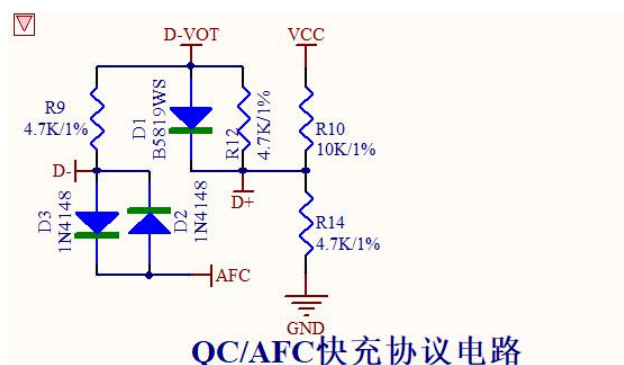 D-VOT
VCC
R9
4.7K/1%
D1
B5819WS
R12
4.7K/1%
R10
10K/1%
D-
D+
D3
1N4148
D2
1N4148
R14
4.7K/1%
AFC
GND
QC/AFC快充协议电路